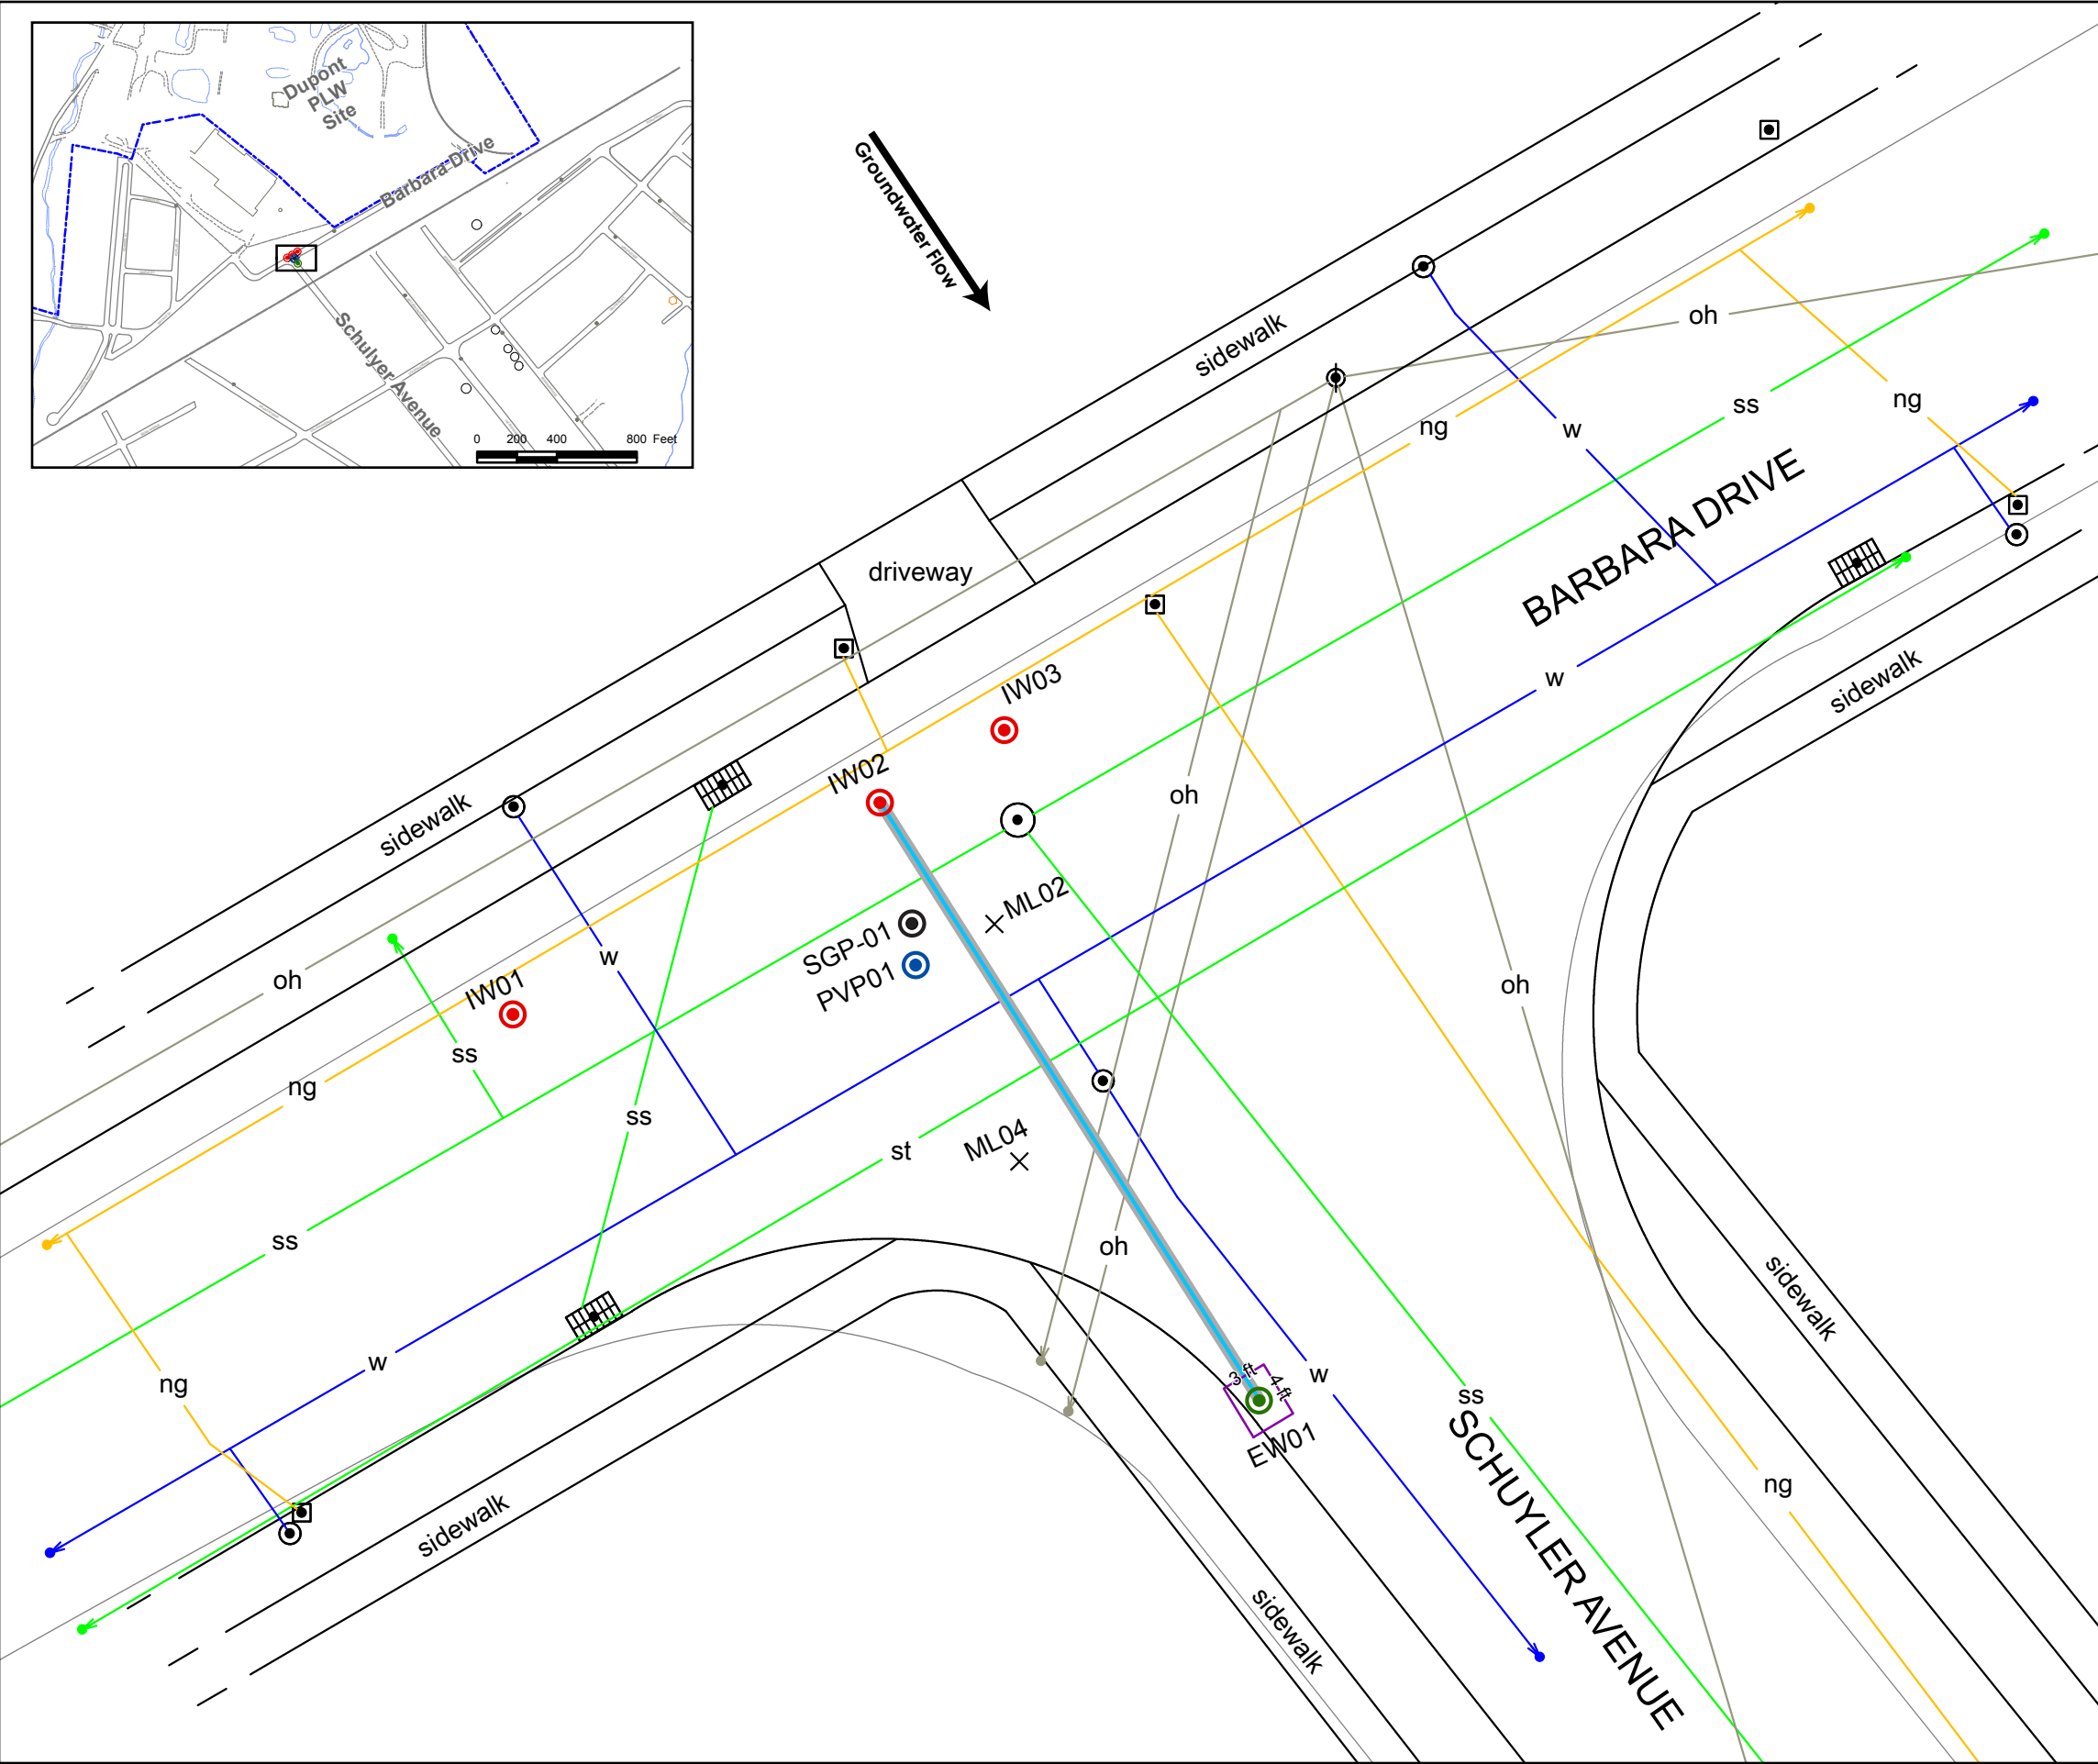 Dupont
PLW
Site
Barbara Drive
Schulyer Avenue
0 200 400 800 Feet
Groundwater Flow
sidewalk
oh
ng
w
ss
ng
driveway
BARBARA DRIVE
IW03
w
sidewalk
IW02
oh
sidewalk
ML02
SGP-01
PVP01
w
oh
IW01
oh
ss
ng
ss
ML04
st
ss
oh
sidewalk
w
ng
3 ft
4 ft
w
ss
EW01
SCHUYLER AVENUE
ng
sidewalk
sidewalk